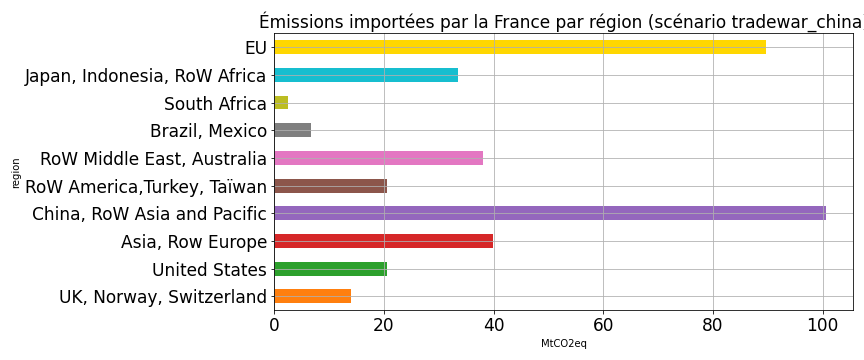 Émissions importées par la France par région (scénario tradewar_china
EU
Japan, Indonesia, RoW Africa
South Africa
Brazil, Mexico
RoW Middle East, Australia
RoW America,Turkey, Taïwan
China, RoW Asia and Pacific
Asia, Row Europe
United States
UK, Norway, Switzerland
region
0 20 40 60 80 100
MtCO2eq